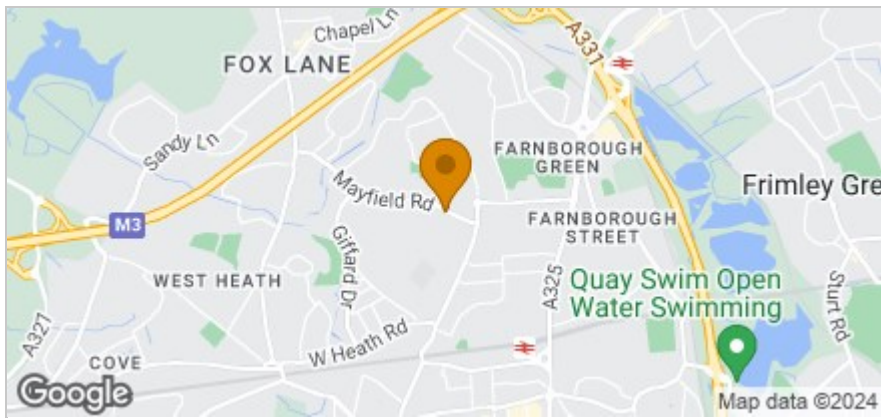 Chapel Ln
A331
FOX LANE
Sandy Ln
FARNBOROUGH
GREEN
Mayfield Rd
Frimley Gre
M3
Giffard Dr
FARNBOROUGH
STREET
WEST HEATH
A325
Quay Swim Open
Water Swimming
Sturt Rd
A321
W Heath Rd
COVE
Google
Map data ©2024